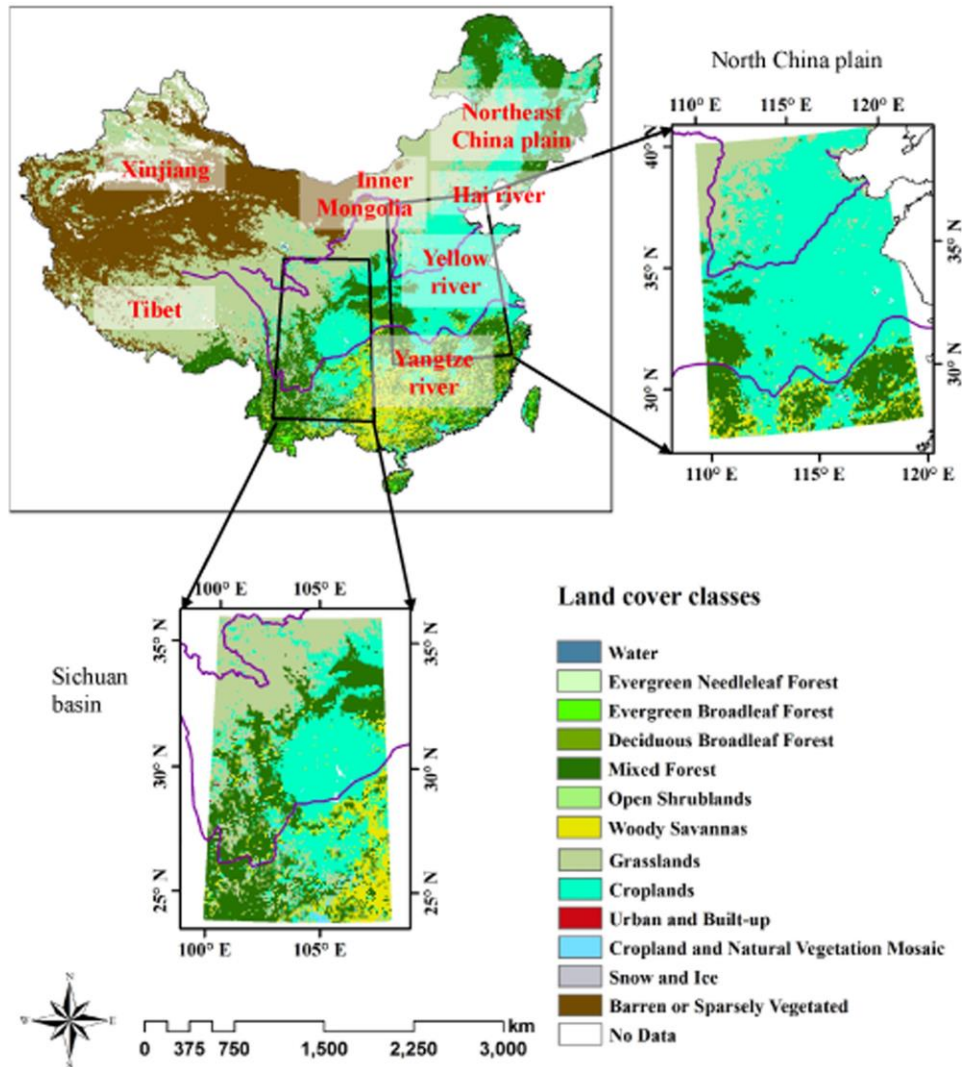 North China plain
110° E 115° E 120° E
Northeast
China plain
Xinjiang
Inner
Mongolia
Hai river
Yellow
river
Tibet
Yangtze
river
40° N
35° N
30° N
35° N
30° N
110° E 115° E 120° E
100° E 105° E
Sichuan
basin
35° N
30° N
25° N
35° N
30° N
25° N
100° E 105° E
Land cover classes
Water
Evergreen Needleleaf Forest
Evergreen Broadleaf Forest
Deciduous Broadleaf Forest
Mixed Forest
Open Shrublands
Woody Savannas
Grasslands
Croplands
Urban and Built-up
Cropland and Natural Vegetation Mosaic
Snow and Ice
Barren or Sparsely Vegetated
No Data
N
W E
S
km
0 375 750 1,500 2,250 3,000